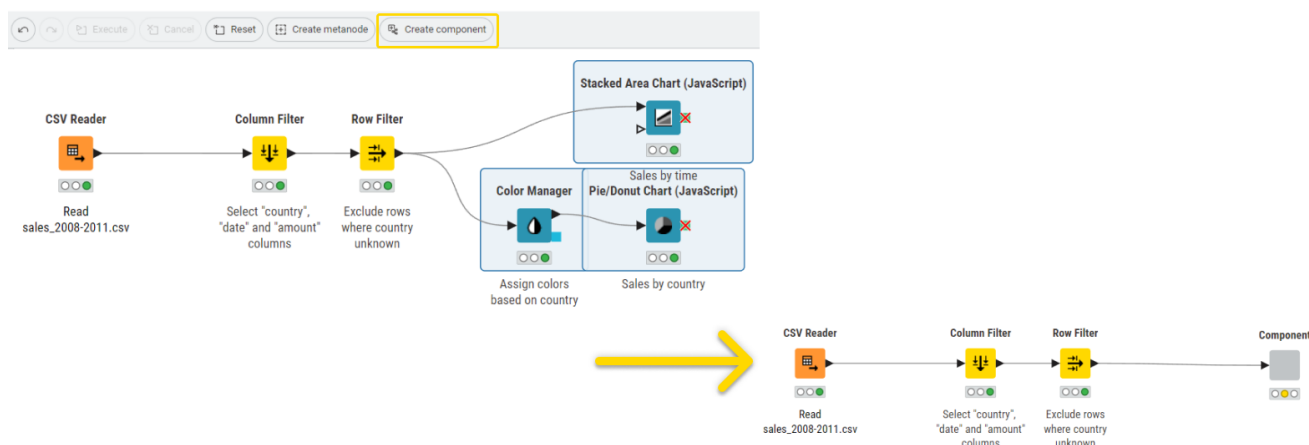 Execute
Cancel
Reset
Create metanode
Create component
Stacked Area Chart (JavaScript)
CSV Reader
Column Filter
Row Filter
Sales by time
Color Manager
Pie/Donut Chart (JavaScript)
Read
sales_2008-2011.csv
Select "country",
"date" and "amount"
columns
Exclude rows
where country
unknown
Assign colors
based on country
Sales by country
CSV Reader
Column Filter
Row Filter
Component
Read
sales_2008-2011.csv
Select "country",
"date" and "amount"
columns
Exclude rows
where country
unknown